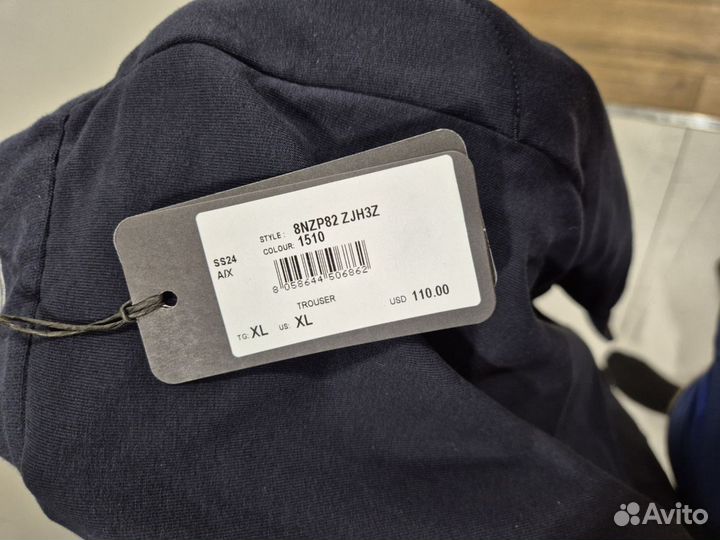 SS24
A/X
STYLE: 8NZP82 ZJH3Z
COLOUR: 1510
8 058644 506862
TROUSER
TG: XL US: XL
USD 110.00
Avito